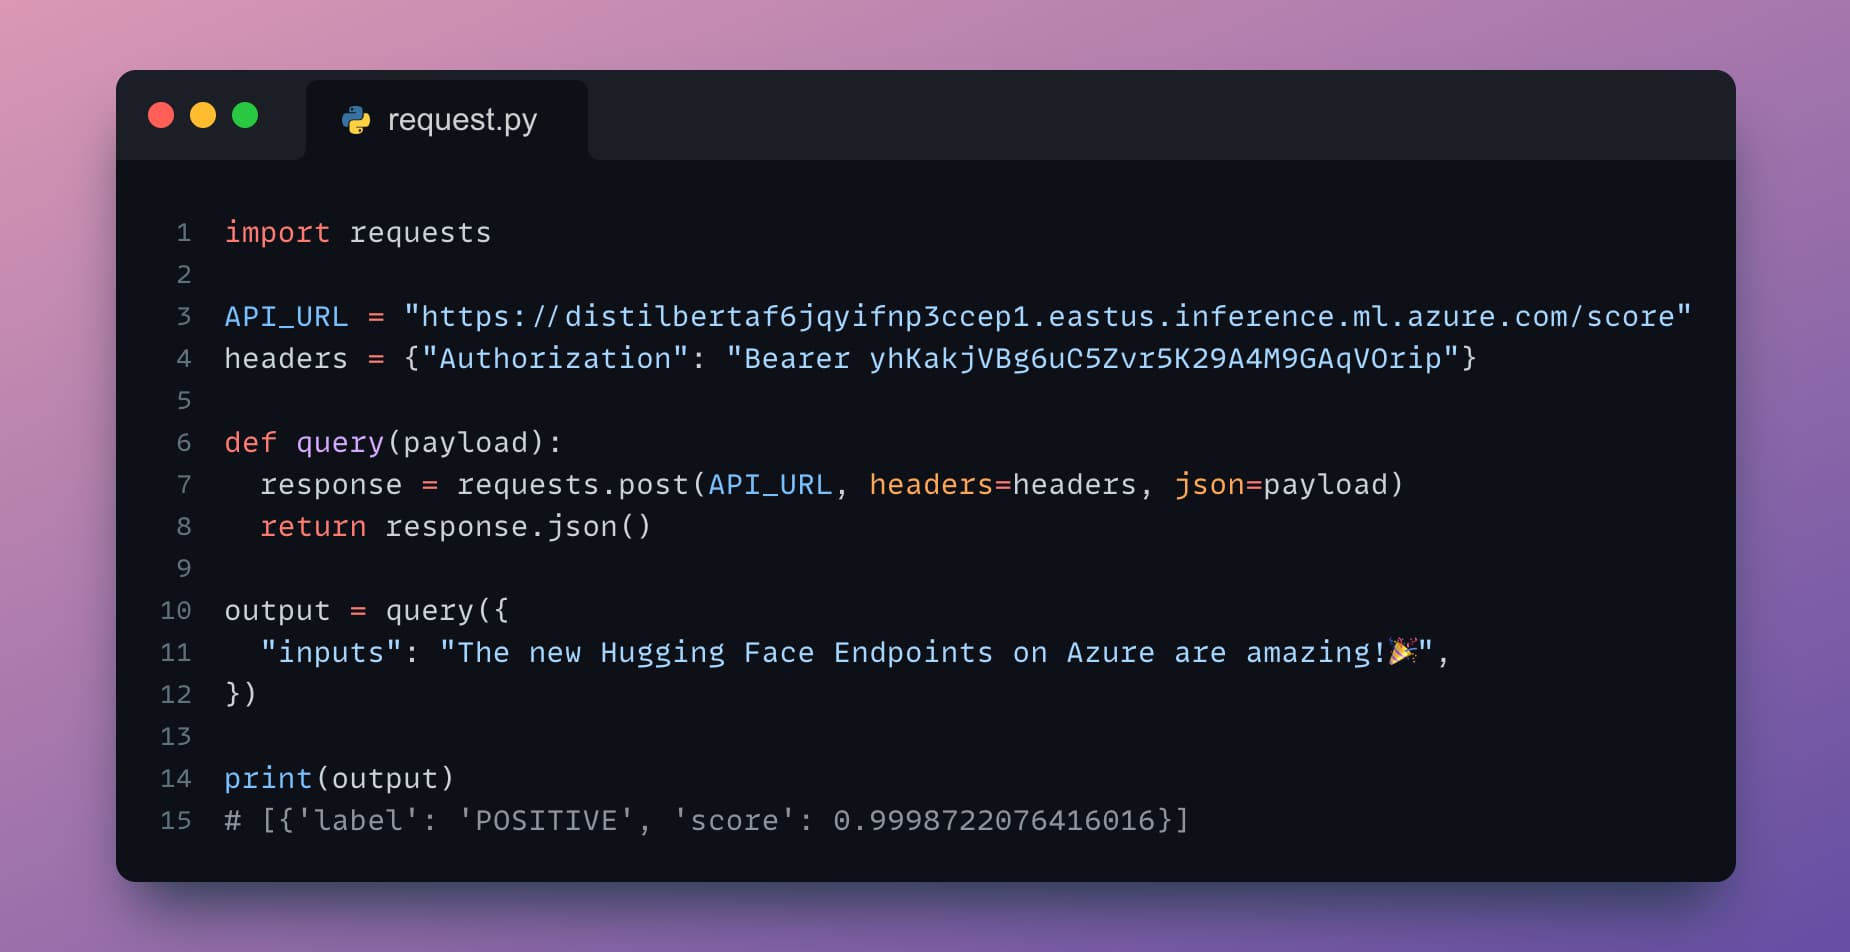 request.py
1 import requests
2
3 API_URL = "https://distilbertaf6jqyifnp3ccep1.eastus.inference.ml.azure.com/score"
4 headers = {"Authorization": "Bearer yhKakjVBg6uC5Zvr5K29A4M9GAqVOrip"}
5
6 def query(payload):
7   response = requests.post(API_URL, headers=headers, json=payload)
8   return response.json()
9
10 output = query({
11   "inputs": "The new Hugging Face Endpoints on Azure are amazing!🎉",
12 })
13
14 print(output)
15 # [{'label': 'POSITIVE', 'score': 0.9998722076416016}]